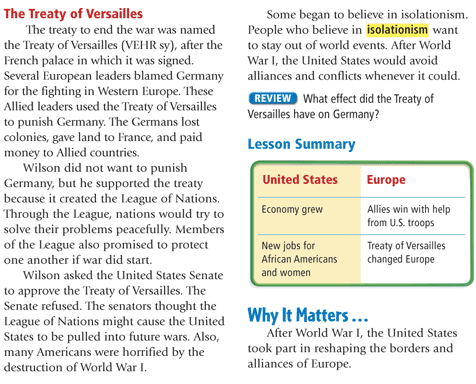 The Treaty of Versailles
The treaty to end the war was named
the Treaty of Versailles (VEHR sy), after the
French palace in which it was signed.
Several European leaders blamed Germany
for the fighting in Western Europe. These
Allied leaders used the Treaty of Versailles
to punish Germany. The Germans lost
colonies, gave land to France, and paid
money to Allied countries.
Wilson did not want to punish
Germany, but he supported the treaty
because it created the League of Nations.
Through the League, nations would try to
solve their problems peacefully. Members
of the League also promised to protect
one another if war did start.
Wilson asked the United States Senate
to approve the Treaty of Versailles. The
Senate refused. The senators thought the
League of Nations might cause the United
States to be pulled into future wars. Also,
many Americans were horrified by the
destruction of World War I.
Some began to believe in isolationism.
People who believe in isolationism want
to stay out of world events. After World
War I, the United States would avoid
alliances and conflicts whenever it could.
REVIEW What effect did the Treaty of
Versailles have on Germany?
Lesson Summary
United States Europe
Economy grew Allies win with help
from U.S. troops
New jobs for Treaty of Versailles
African Americans changed Europe
and women
Why It Matters ...
After World War I, the United States
took part in reshaping the borders and
alliances of Europe.